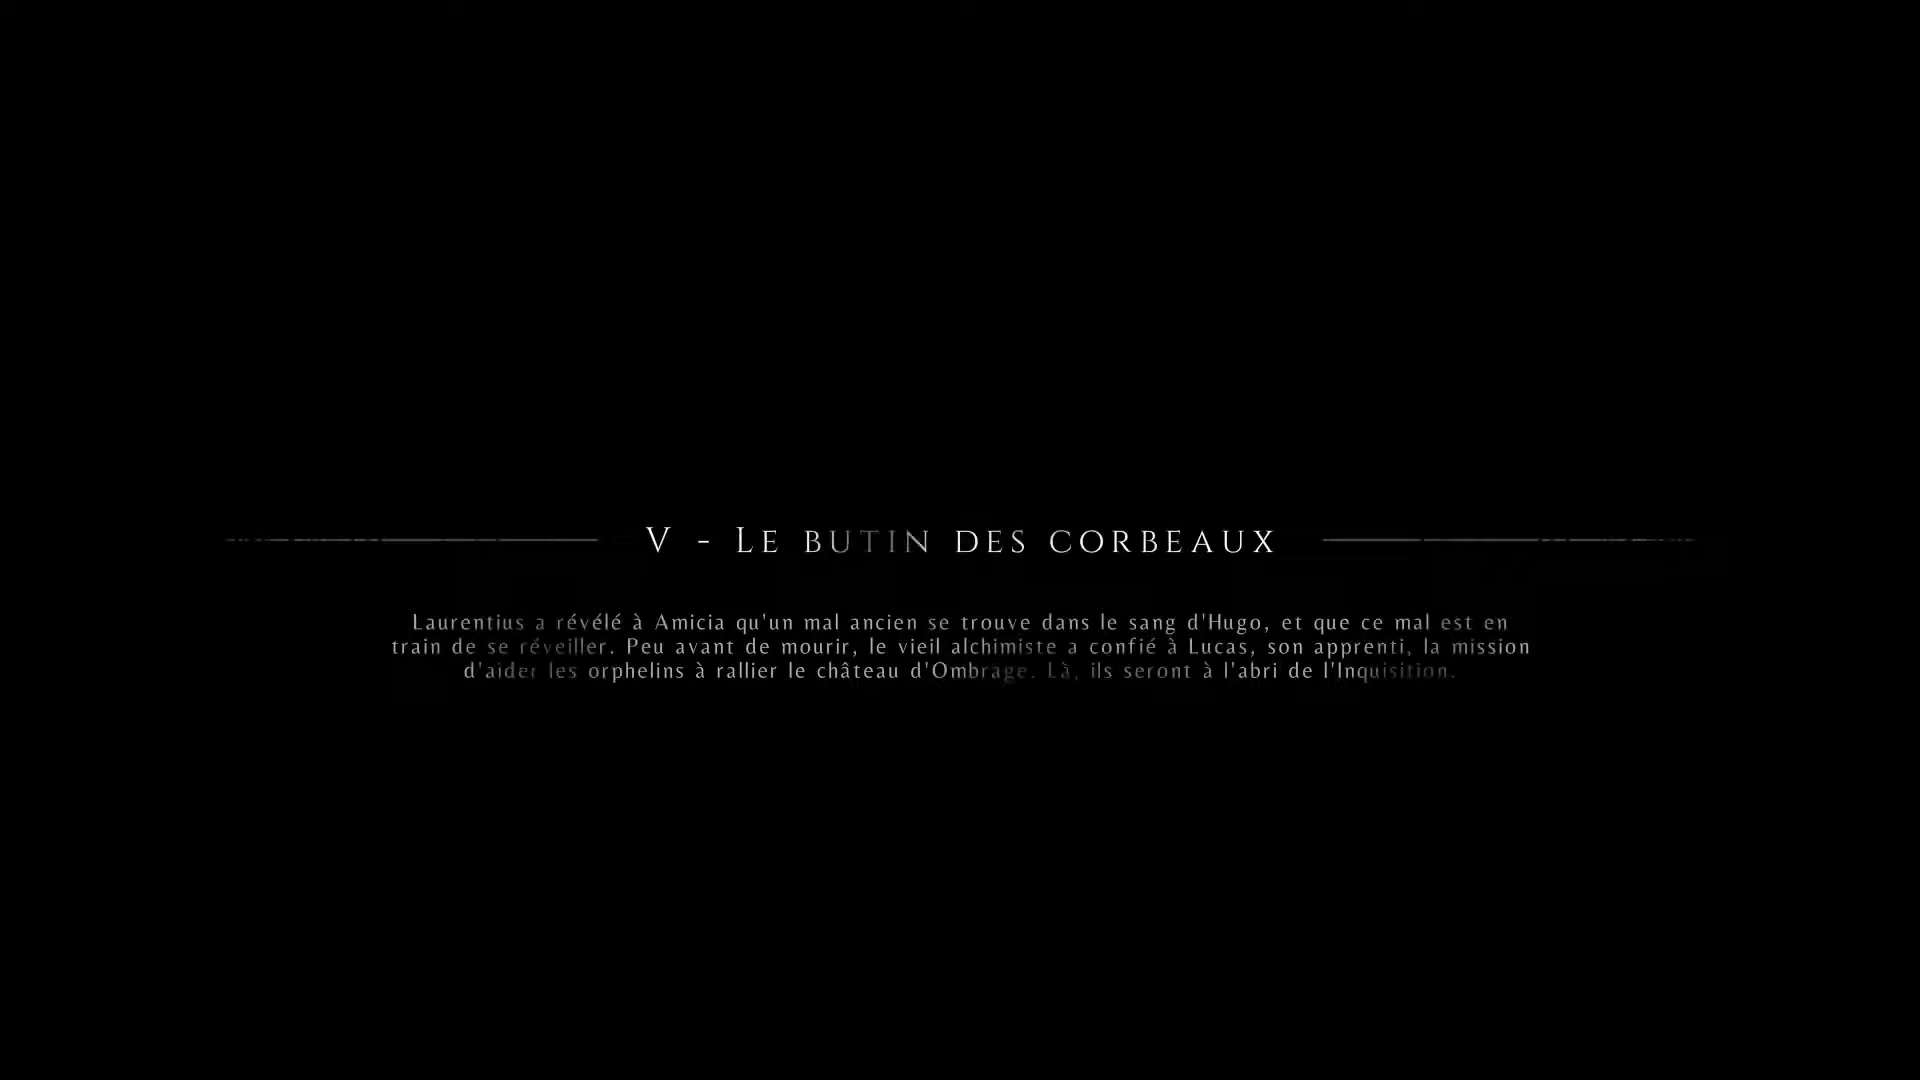 V - Le butin des corbeaux
Laurentius a révélé à Amicia qu'un mal ancien se trouve dans le sang d'Hugo, et que ce mal est en
train de se réveiller. Peu avant de mourir, le vieil alchimiste a confié à Lucas, son apprenti, la mission
d'aider les orphelins à rallier le château d'Ombrage. Là, ils seront à l'abri de l'Inquisition.